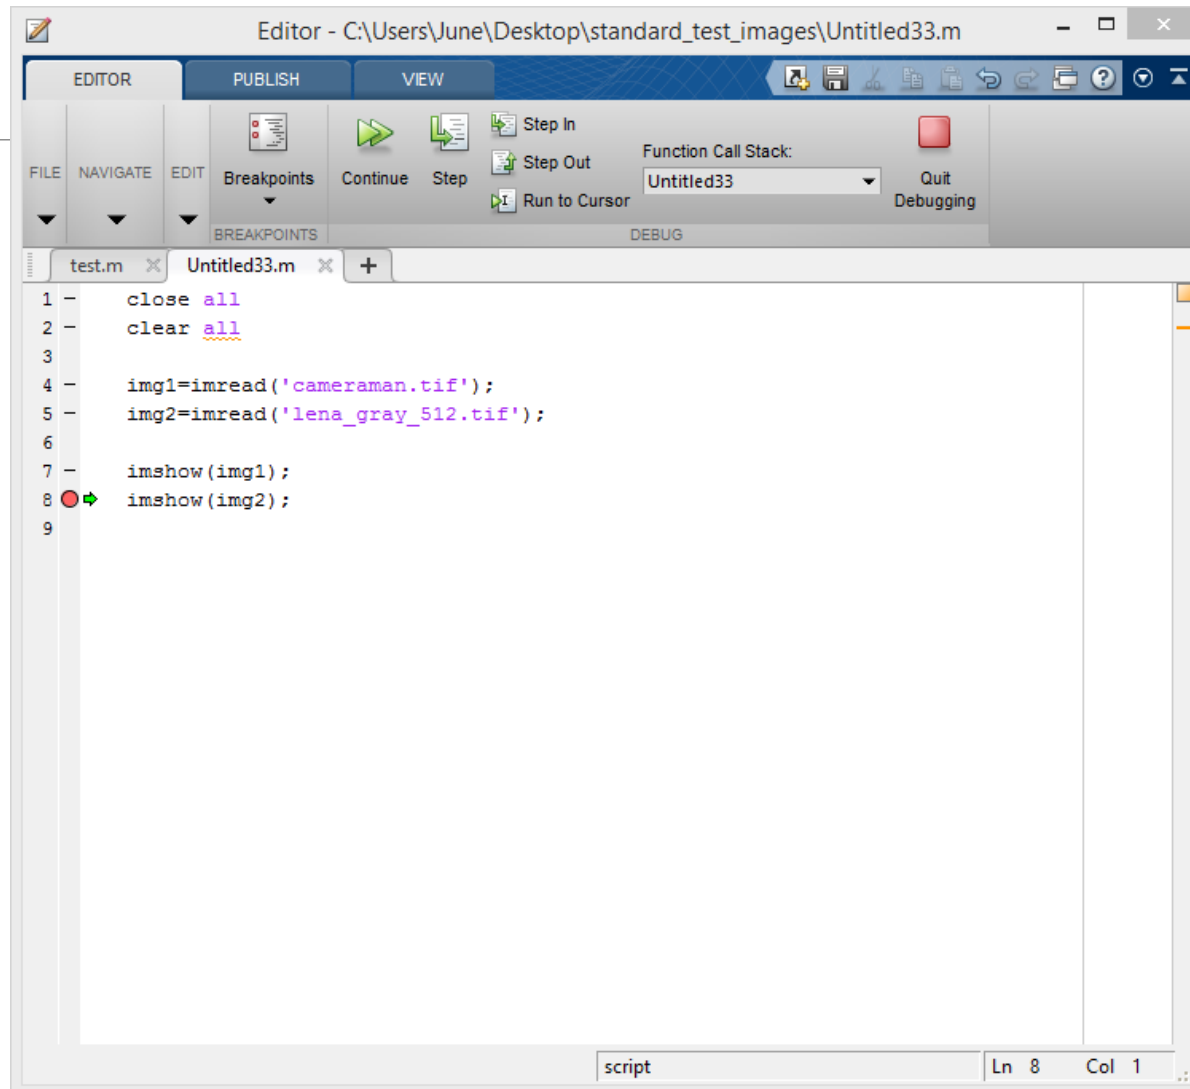 Editor - C:\Users\June\Desktop\standard_test_images\Untitled33.m
EDITOR PUBLISH VIEW
FILE NAVIGATE EDIT Breakpoints Continue Step Step In
Step Out
Run to Cursor
Function Call Stack:
Untitled33
Quit
Debugging
BREAKPOINTS DEBUG
test.m Untitled33.m
1 close all
2 clear all
3
4 img1=imread('cameraman.tif');
5 img2=imread('lena_gray_512.tif');
6
7 imshow(img1);
8 imshow(img2);
9
script Ln 8 Col 1